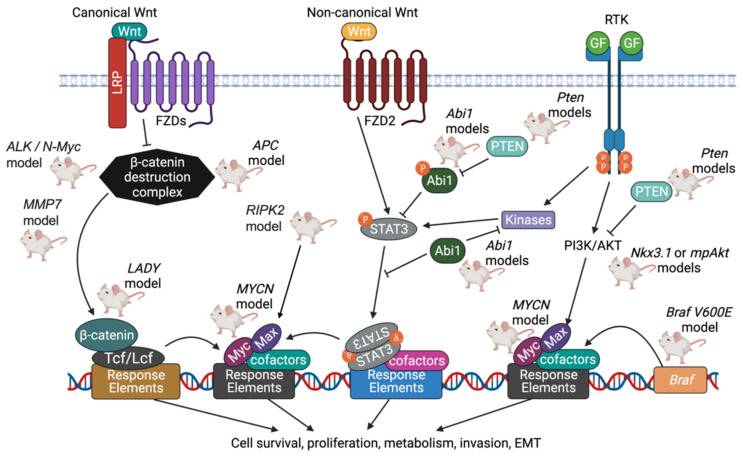 Canonical Wnt
Non-canonical Wnt
RTK
Wnt
Wnt
GF
GF
LRP
FZDs
FZD2
Abi1
models
Pten
models
PTEN
P
Abi1
P
P
P
P
Pten
models
PTEN
ALK / N-Myc
model
β-catenin
destruction
complex
APC
model
MMP7
model
RIPK2
model
P
STAT3
Kinases
Abi1
Abi1
models
PI3K/AKT
Nkx3.1 or mpAkt
models
LADY
model
MYCN
model
MYCN
model
Braf V600E
model
β-catenin
Tcf/Lcf
Response
Elements
Myc
Max
cofactors
Response
Elements
STAT3
P
P
STAT3
cofactors
Response
Elements
Myc
Max
cofactors
Response
Elements
Braf
Cell survival, proliferation, metabolism, invasion, EMT